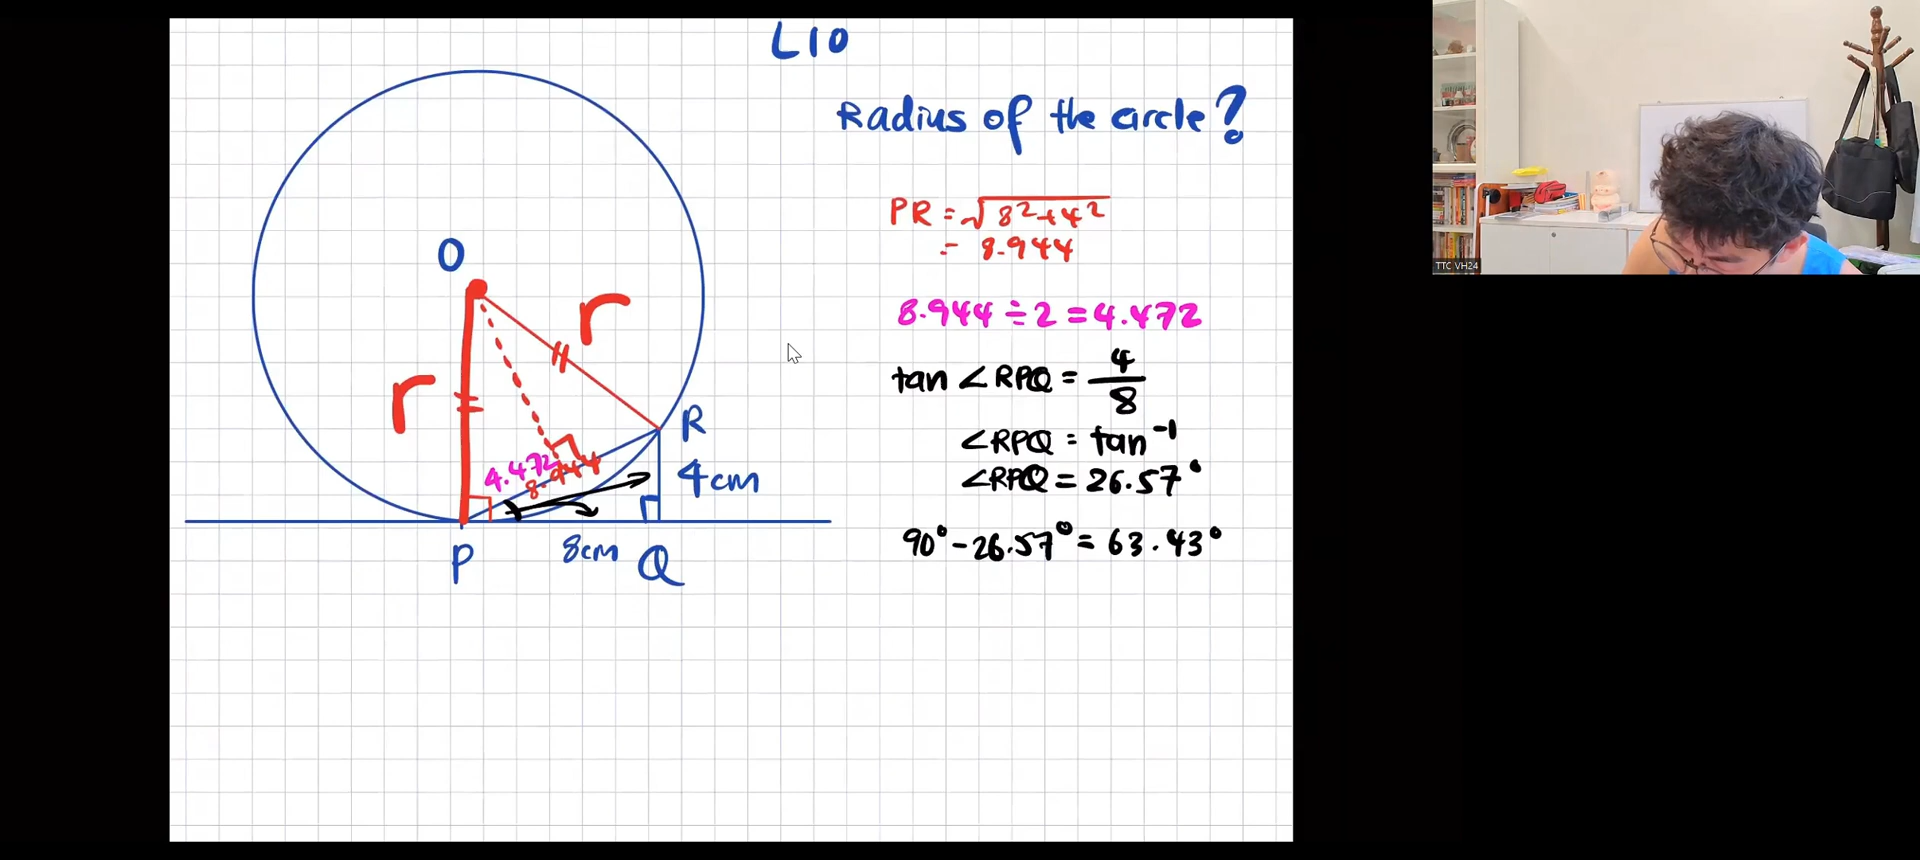 L10
Radius of the circle?
PR = √8²+4²
= 8.944
8.944 ÷ 2 = 4.472
tan ∠RPQ = 4/8
∠RPQ = tan⁻¹
∠RPQ = 26.57°
90° - 26.57° = 63.43°
O
r
r
R
4.472
8.944
4cm
P
8cm
Q
TTC VH24